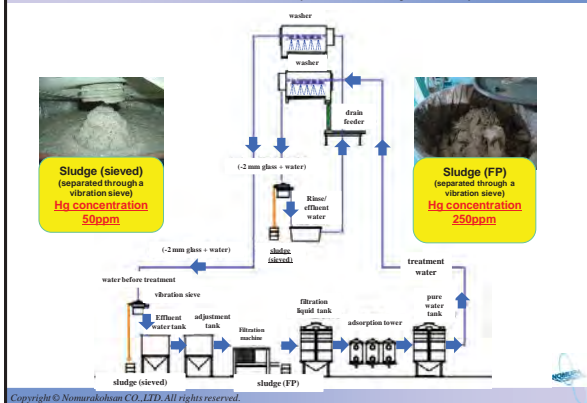 washer
washer
drain
feeder
(-2 mm glass + water)
Rinse/
effluent
water
sludge
(sieved)
Sludge (sieved)
(separated through a
vibration sieve)
Hg concentration
50ppm
Sludge (FP)
(separated through a
vibration sieve)
Hg concentration
250ppm
(-2 mm glass + water)
treatment
water
water before treatment
vibration sieve
Effluent
water tank
adjustment
tank
Filtration
machine
filtration
liquid tank
adsorption tower
pure
water
tank
sludge (sieved)
sludge (FP)
Copyright © Nomurakohsan CO.,LTD. All rights reserved.